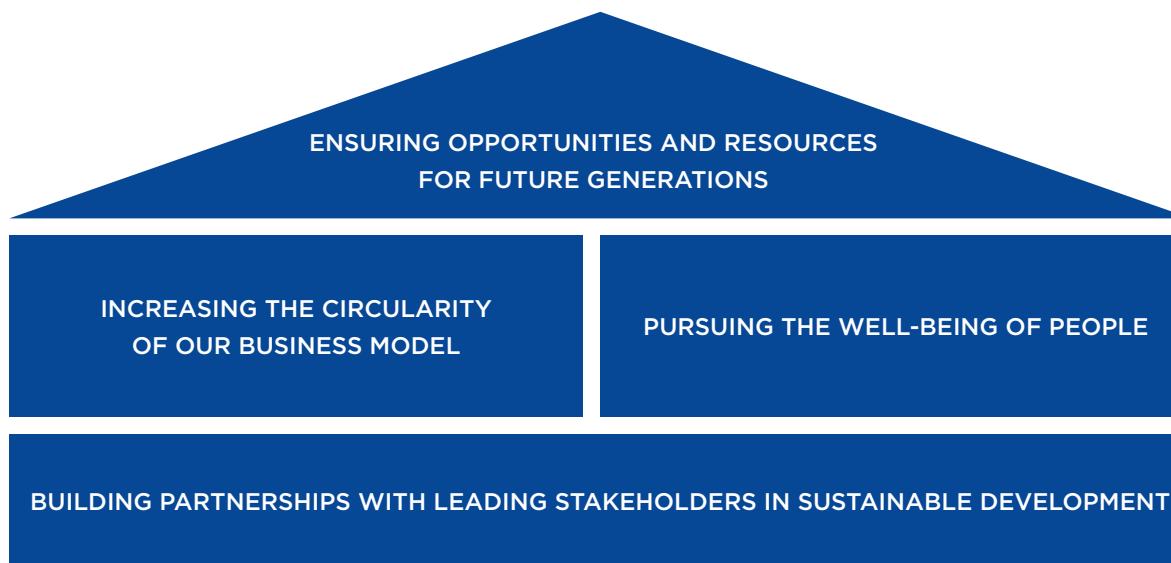 ENSURING OPPORTUNITIES AND RESOURCES
FOR FUTURE GENERATIONS
INCREASING THE CIRCULARITY
OF OUR BUSINESS MODEL
PURSUING THE WELL-BEING OF PEOPLE
BUILDING PARTNERSHIPS WITH LEADING STAKEHOLDERS IN SUSTAINABLE DEVELOPMENT